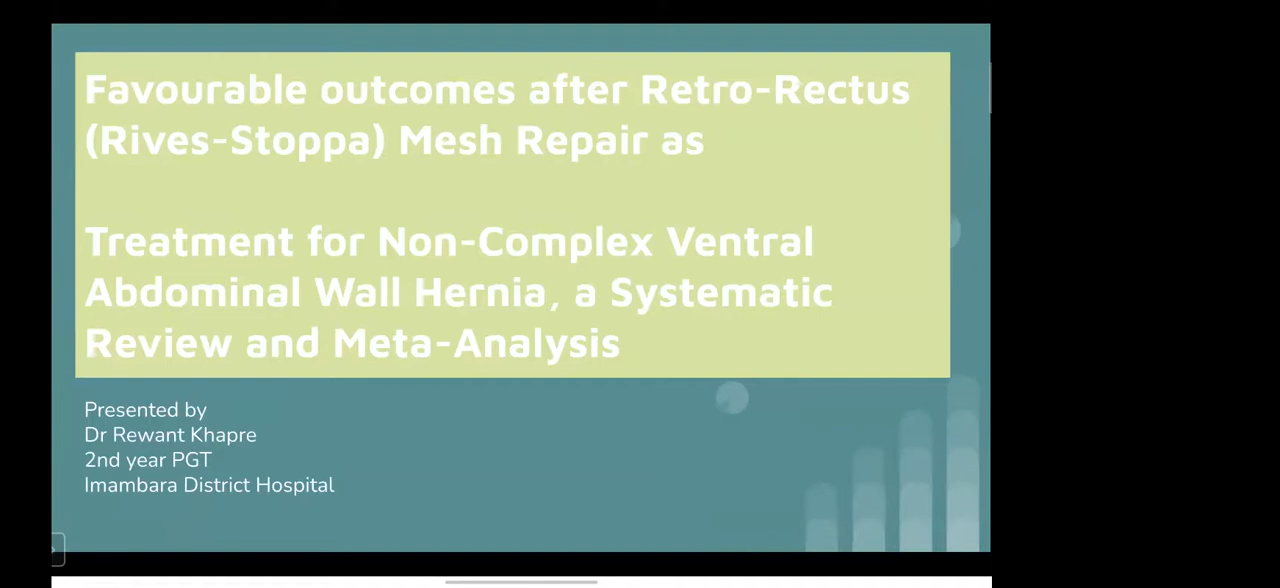 Favourable outcomes after Retro-Rectus
(Rives-Stoppa) Mesh Repair as
Treatment for Non-Complex Ventral
Abdominal Wall Hernia, a Systematic
Review and Meta-Analysis
Presented by
Dr Rewant Khapre
2nd year PGT
Imambara District Hospital